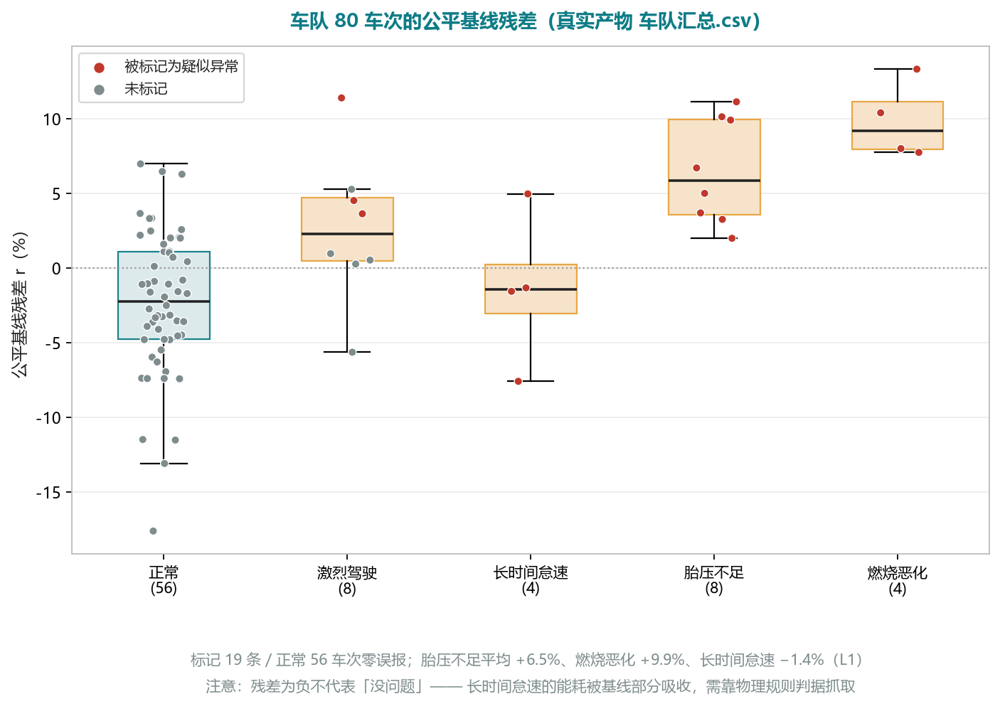 车队 80 车次的公平基线残差（真实产物 车队汇总.csv）
被标记为疑似异常
未标记
公平基线残差 r（%）
10
5
0
-5
-10
-15
正常
(56)
激烈驾驶
(8)
长时间怠速
(4)
胎压不足
(8)
燃烧恶化
(4)
标记 19 条 / 正常 56 车次零误报；胎压不足平均 +6.5%、燃烧恶化 +9.9%、长时间怠速 −1.4%（L1）
注意：残差为负不代表「没问题」—— 长时间怠速的能耗被基线部分吸收，需靠物理规则判据抓取